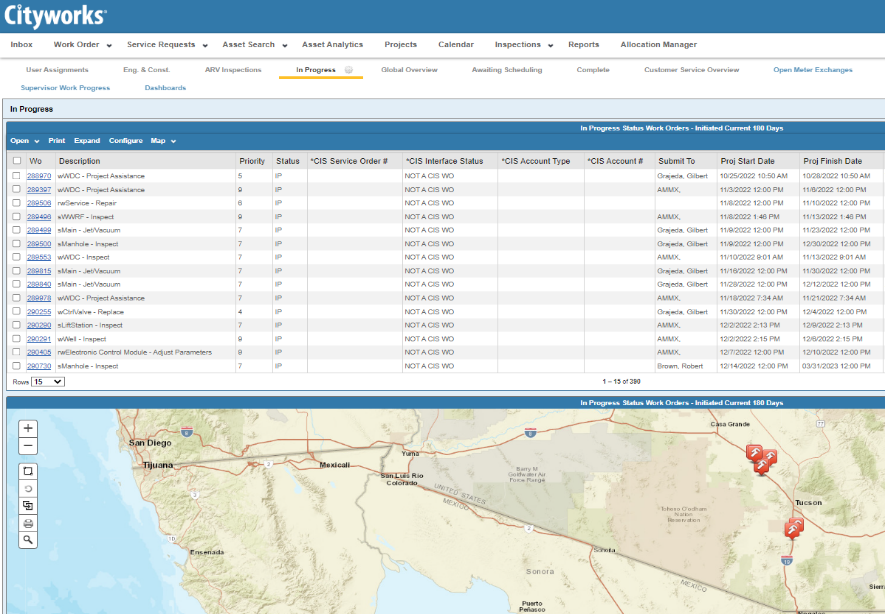 Cityworks
Inbox Work Order Service Requests Asset Search Asset Analytics Projects Calendar Inspections Reports Allocation Manager
User Assignments Eng. & Const. ARV Inspections In Progress Global Overview Awaiting Scheduling Complete Customer Service Overview Open Meter Exchanges
Supervisor Work Progress Dashboards
In Progress
In Progress Status Work Orders - Initiated Current 180 Days
Open Print Expand Configure Map
Wo Description Priority Status *CIS Service Order # *CIS Interface Status *CIS Account Type *CIS Account # Submit To Proj Start Date Proj Finish Date
288970 wWDC - Project Assistance 5 IP NOT A CIS WO Grajeda, Gilbert 10/25/2022 10:50 AM 10/28/2022 10:50 AM
289397 wWDC - Project Assistance 9 IP NOT A CIS WO AMMX, 11/3/2022 12:00 PM 11/6/2022 12:00 PM
289506 rwService - Repair 6 IP NOT A CIS WO 11/8/2022 12:00 PM 11/10/2022 12:00 PM
289496 sWWRF - Inspect 9 IP NOT A CIS WO AMMX, 11/8/2022 1:46 PM 11/13/2022 1:46 PM
289499 sMain - Jet/Vacuum 7 IP NOT A CIS WO Grajeda, Gilbert 11/9/2022 12:00 PM 11/23/2022 12:00 PM
289500 sManhole - Inspect 7 IP NOT A CIS WO Grajeda, Gilbert 11/9/2022 12:00 PM 12/30/2022 12:00 PM
289553 wWDC - Inspect 7 IP NOT A CIS WO AMMX, 11/10/2022 9:01 AM 11/13/2022 9:01 AM
289815 sMain - Jet/Vacuum 7 IP NOT A CIS WO Grajeda, Gilbert 11/16/2022 12:00 PM 11/30/2022 12:00 PM
289840 sMain - Jet/Vacuum 7 IP NOT A CIS WO Grajeda, Gilbert 11/28/2022 12:00 PM 12/12/2022 12:00 PM
289978 wWDC - Project Assistance 7 IP NOT A CIS WO AMMX, 11/18/2022 7:34 AM 11/21/2022 7:34 AM
290255 wCtrlValve - Replace 4 IP NOT A CIS WO Grajeda, Gilbert 11/30/2022 12:00 PM 12/4/2022 12:00 PM
290290 sLiftStation - Inspect 7 IP NOT A CIS WO AMMX, 12/2/2022 2:13 PM 12/9/2022 2:13 PM
290291 wWell - Inspect 9 IP NOT A CIS WO AMMX, 12/2/2022 2:15 PM 12/6/2022 2:15 PM
290405 rwElectronic Control Module - Adjust Parameters 9 IP NOT A CIS WO AMMX, 12/7/2022 12:00 PM 12/10/2022 12:00 PM
290730 sManhole - Inspect 7 IP NOT A CIS WO Brown, Robert 12/14/2022 12:00 PM 03/31/2023 12:00 PM
Rows 15 1 – 15 of 390
In Progress Status Work Orders - Initiated Current 180 Days
Casa Grande
8
8
San Diego
Yuma
Tijuana
2
Mexicali
Barry M
Goldwater Air
Force Range
San Luis Rio
Colorado
UNITED STATES
MEXICO
3
Tohono O'odham
Nation
Reservation
Tucson
2
Ensenada
Sonoita
Sonora
MEXICO
Sierr
Puerto
Peñasco
Nogales